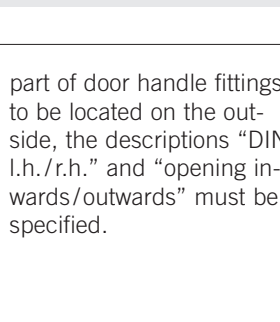 part of door handle fittings
to be located on the out-
side, the descriptions “DIN
l.h./r.h.” and “opening in-
wards/outwards” must be
specified.